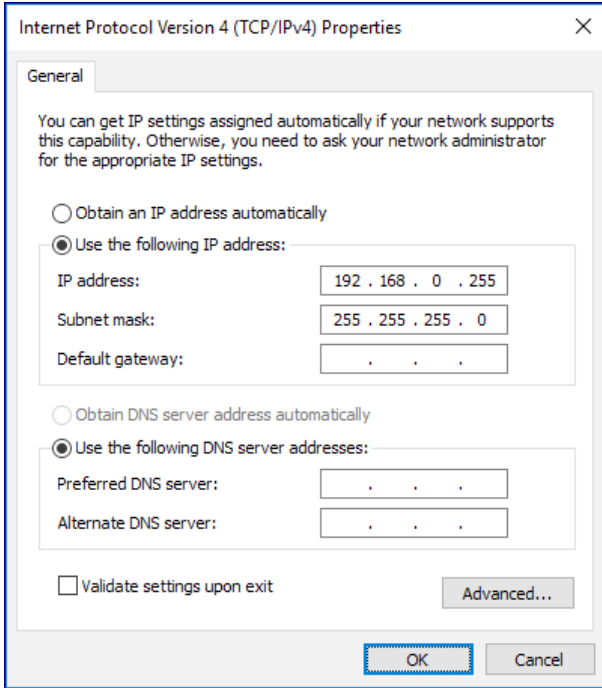 Internet Protocol Version 4 (TCP/IPv4) Properties
General
You can get IP settings assigned automatically if your network supports
this capability. Otherwise, you need to ask your network administrator
for the appropriate IP settings.
Obtain an IP address automatically
Use the following IP address:
IP address: 192 . 168 . 0 . 255
Subnet mask: 255 . 255 . 255 . 0
Default gateway: . . .
Obtain DNS server address automatically
Use the following DNS server addresses:
Preferred DNS server: . . .
Alternate DNS server: . . .
Validate settings upon exit
Advanced...
OK Cancel